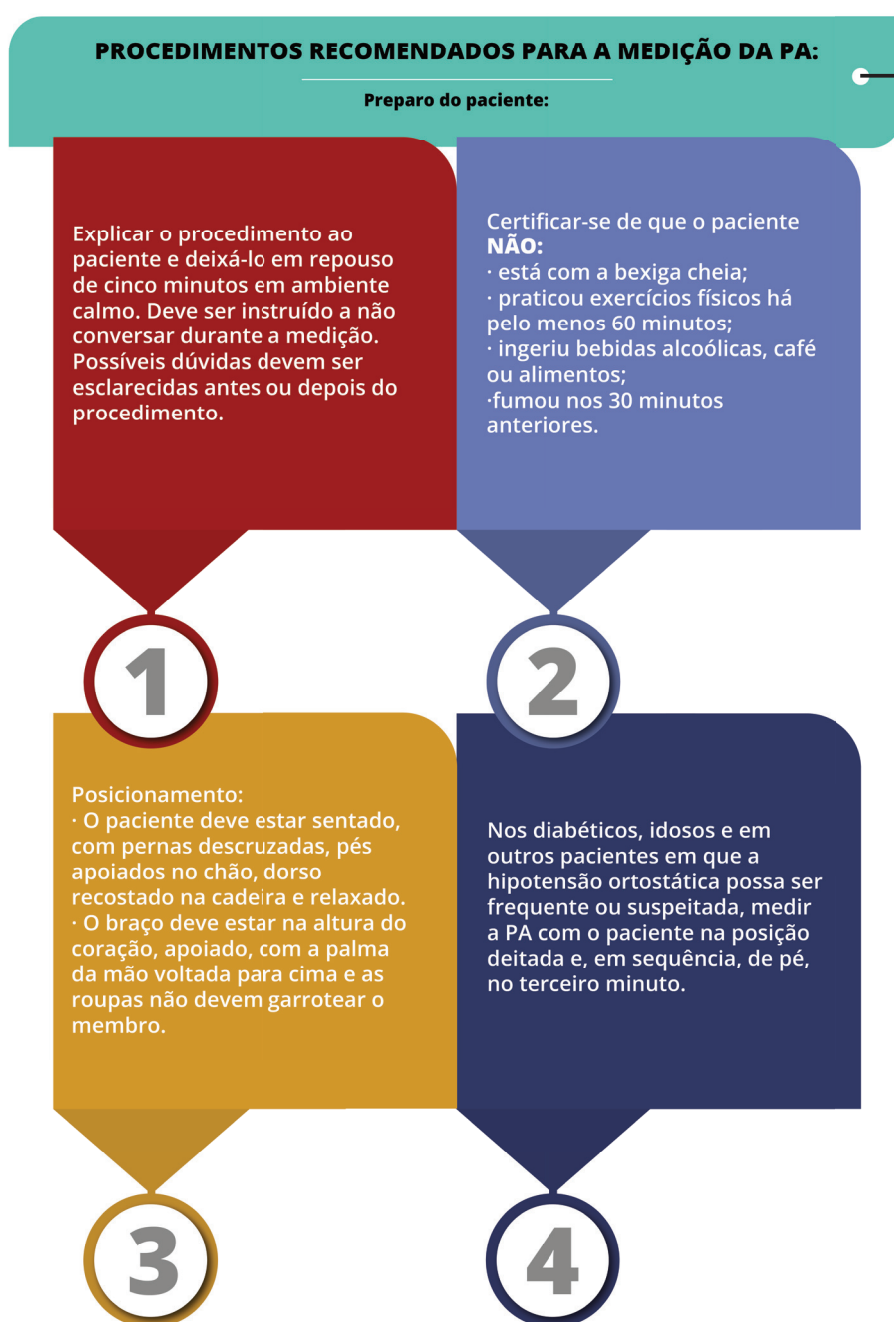 PROCEDIMENTOS RECOMENDADOS PARA A MEDIÇÃO DA PA:
Preparo do paciente:
Explicar o procedimento ao
paciente e deixá-lo em repouso
de cinco minutos em ambiente
calmo. Deve ser instruído a não
conversar durante a medição.
Possíveis dúvidas devem ser
esclarecidas antes ou depois do
procedimento.
1
Certificar-se de que o paciente
NÃO:
· está com a bexiga cheia;
· praticou exercícios físicos há
pelo menos 60 minutos;
· ingeriu bebidas alcoólicas, café
ou alimentos;
·fumou nos 30 minutos
anteriores.
2
Posicionamento:
· O paciente deve estar sentado,
com pernas descruzadas, pés
apoiados no chão, dorso
recostado na cadeira e relaxado.
· O braço deve estar na altura do
coração, apoiado, com a palma
da mão voltada para cima e as
roupas não devem garrotear o
membro.
3
Nos diabéticos, idosos e em
outros pacientes em que a
hipotensão ortostática possa ser
frequente ou suspeitada, medir
a PA com o paciente na posição
deitada e, em sequência, de pé,
no terceiro minuto.
4